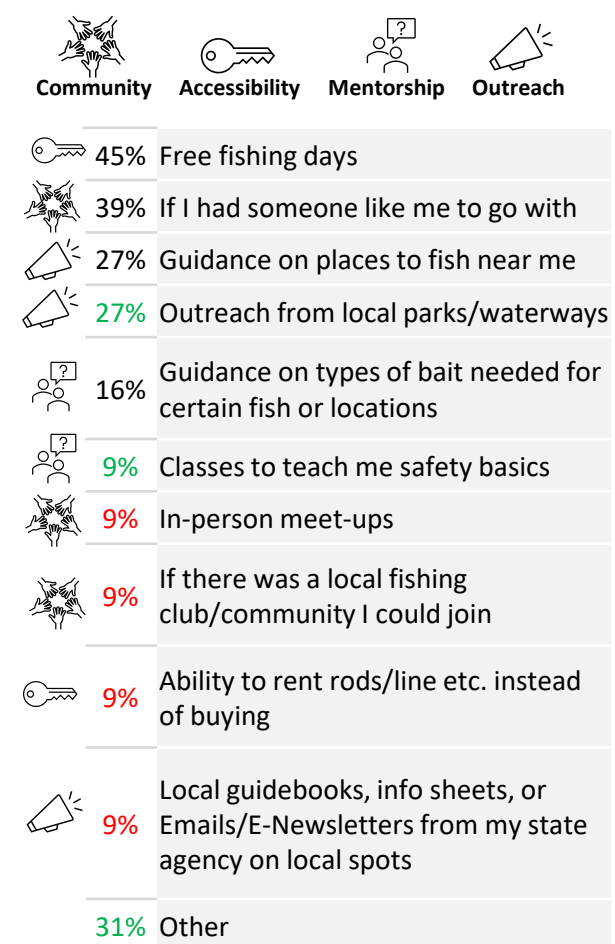 Community Accessibility Mentorship Outreach
45% Free fishing days
39% If I had someone like me to go with
27% Guidance on places to fish near me
27% Outreach from local parks/waterways
?
16% Guidance on types of bait needed for
certain fish or locations
?
9% Classes to teach me safety basics
9% In-person meet-ups
9% If there was a local fishing
club/community I could join
9% Ability to rent rods/line etc. instead
of buying
9% Local guidebooks, info sheets, or
Emails/E-Newsletters from my state
agency on local spots
31% Other